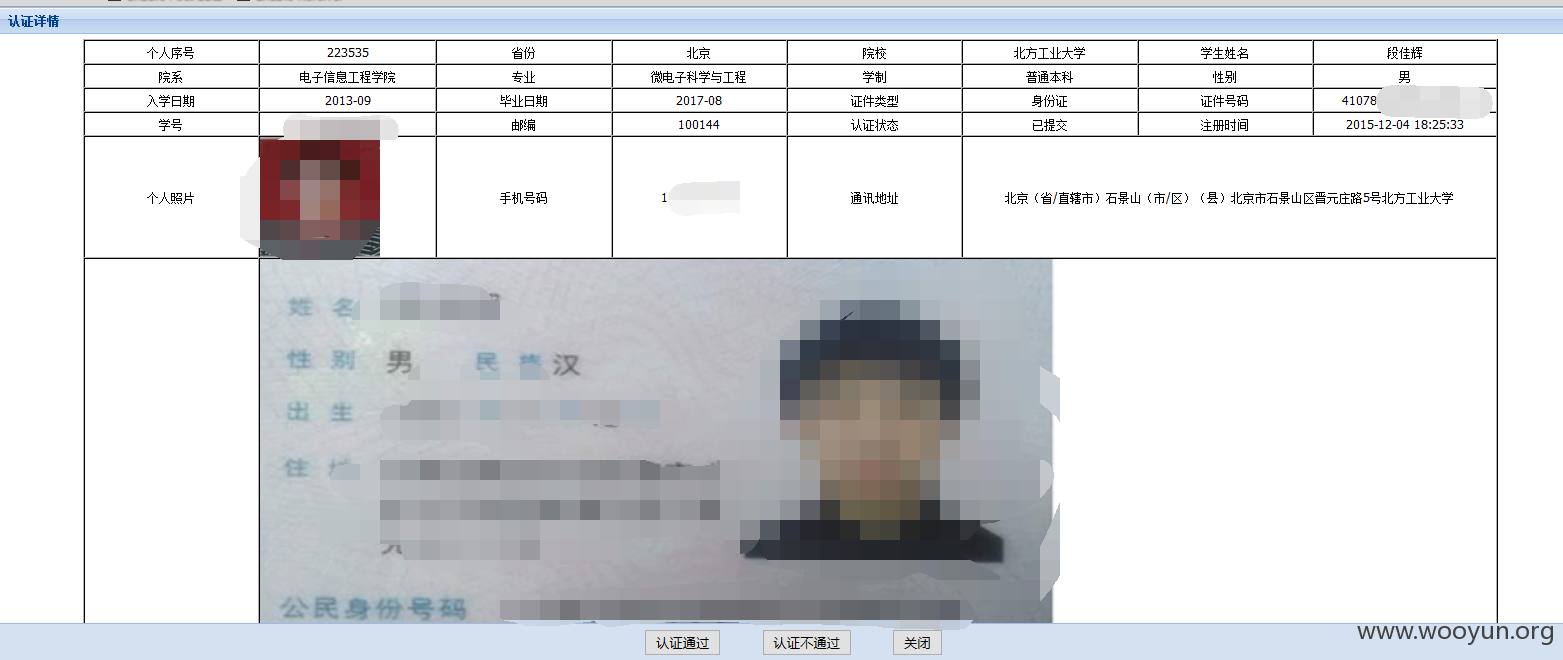 认证详情
个人序号 223535 省份 北京 院校 北方工业大学 学生姓名 段佳辉
院系 电子信息工程学院 专业 微电子科学与工程 学制 普通本科 性别 男
入学日期 2013-09 毕业日期 2017-08 证件类型 身份证 证件号码 41078
学号 邮编 100144 认证状态 已提交 注册时间 2015-12-04 18:25:33
个人照片 手机号码 1 通讯地址 北京（省/直辖市）石景山（市/区）（县）北京市石景山区晋元庄路5号北方工业大学
姓 名
性 别 男 民 族 汉
出 生
住
公民身份号码
认证通过 认证不通过 关闭
www.wooyun.org